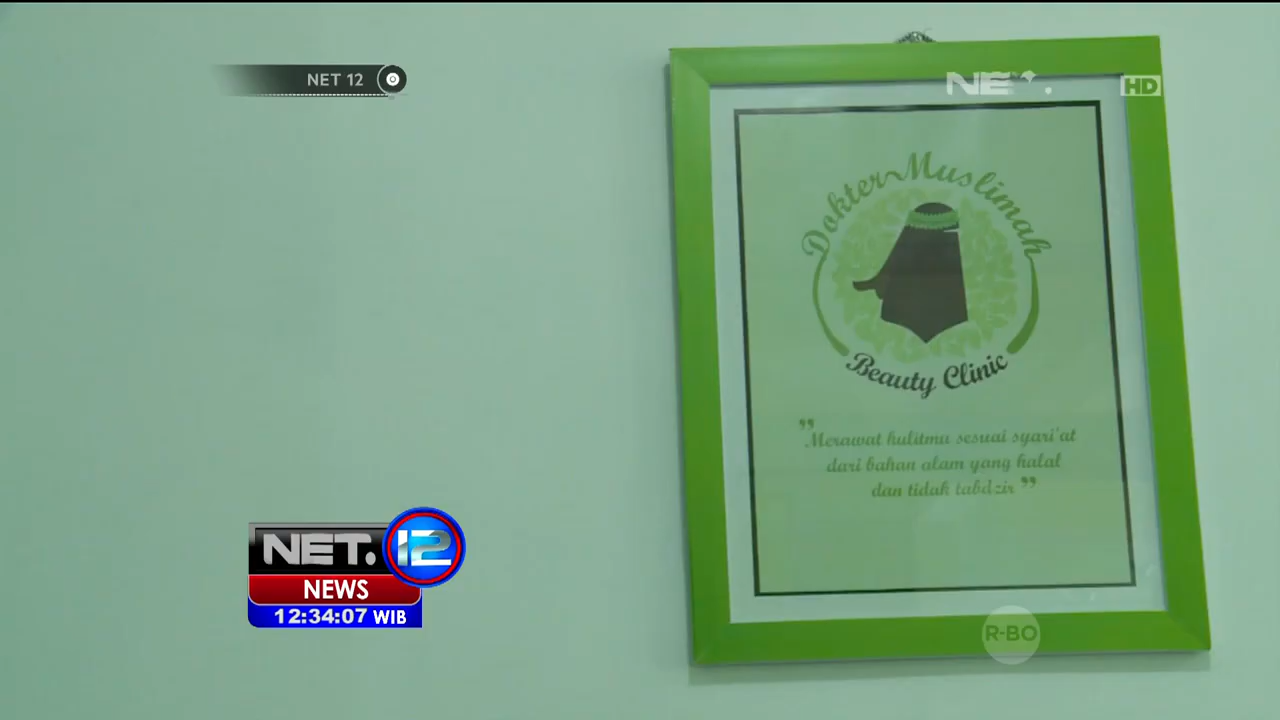 NET 12
NET.
HD
Dokter Muslimah
Beauty Clinic
"Merawat kulitmu sesuai syari'at
dari bahan alam yang halal
dan tidak tabdzir"
NET. 12
NEWS
12:34:07 WIB
R-BO